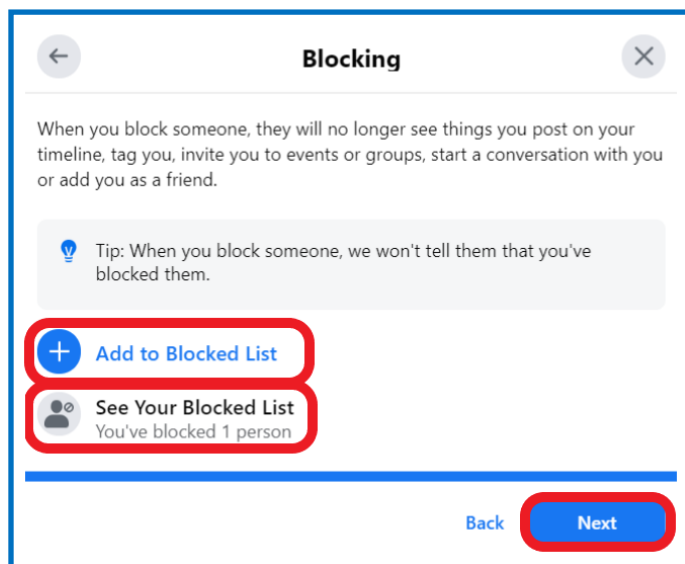 Blocking
When you block someone, they will no longer see things you post on your
timeline, tag you, invite you to events or groups, start a conversation with you
or add you as a friend.
Tip: When you block someone, we won't tell them that you've
blocked them.
Add to Blocked List
See Your Blocked List
You've blocked 1 person
Back Next